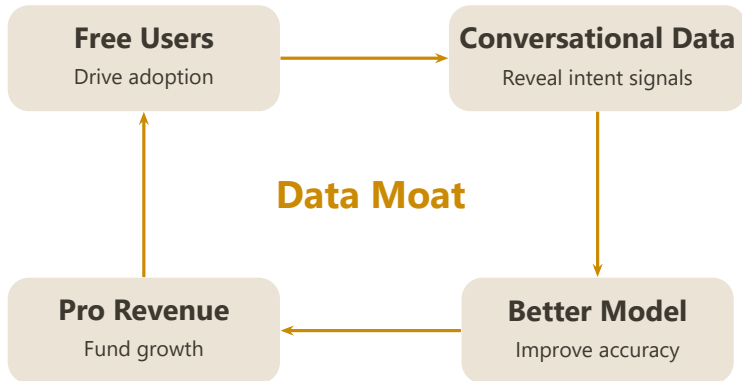 Free Users
Drive adoption
Conversational Data
Reveal intent signals
Data Moat
Pro Revenue
Fund growth
Better Model
Improve accuracy